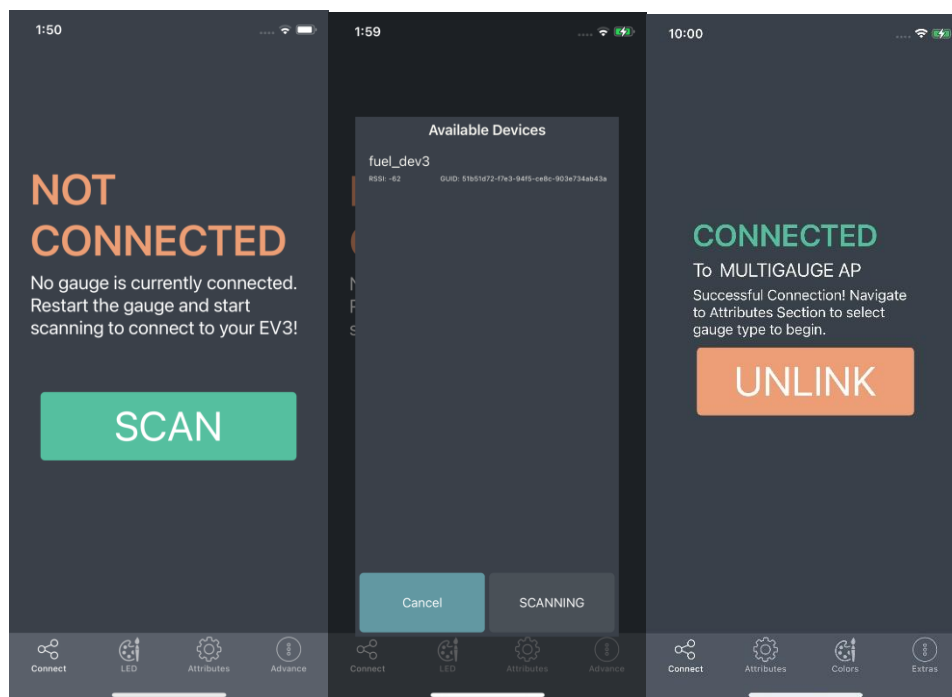 1:50
NOT
CONNECTED
No gauge is currently connected.
Restart the gauge and start
scanning to connect to your EV3!
SCAN
Connect LED Attributes Advance
1:59
Available Devices
fuel_dev3
RSSI: -62 GUID: 51b51d72-f7e3-94f5-ce8c-903e734ab43a
Cancel SCANNING
Connect LED Attributes Advance
10:00
CONNECTED
To MULTIGAUGE AP
Successful Connection! Navigate
to Attributes Section to select
gauge type to begin.
UNLINK
Connect Attributes Colors Extras